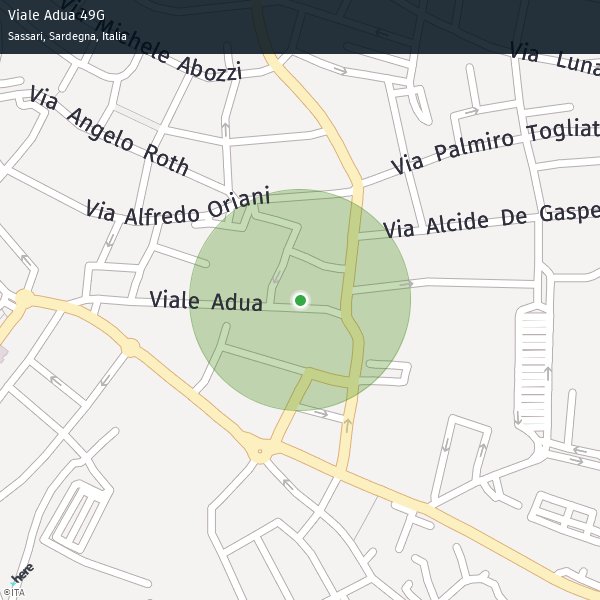 Viale Adua 49G
Sassari, Sardegna, Italia
Via Michele Abozzi
Via Luna
Via Angelo Roth
Via Palmiro Togliat
Via Alfredo Oriani
Via Alcide De Gaspe
Viale Adua
here
©ITA